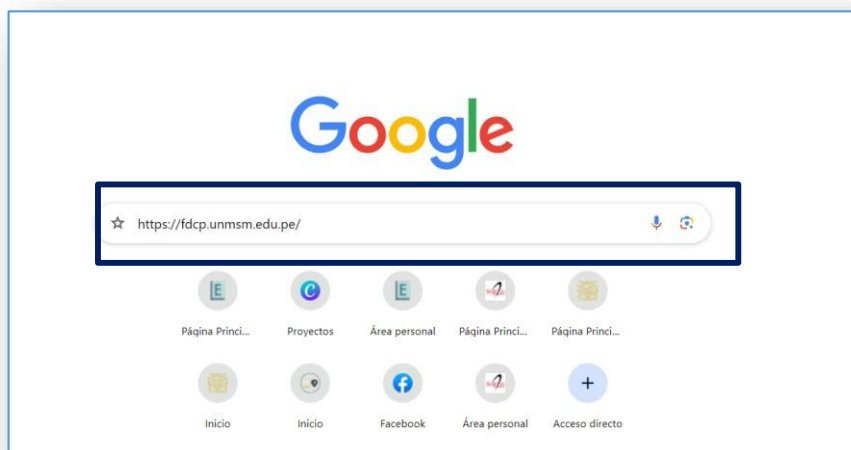 Google
https://fdcp.unmsm.edu.pe/
Página Princi... Proyectos Área personal Página Princi... Página Princi...
Inicio Inicio Facebook Área personal Acceso directo